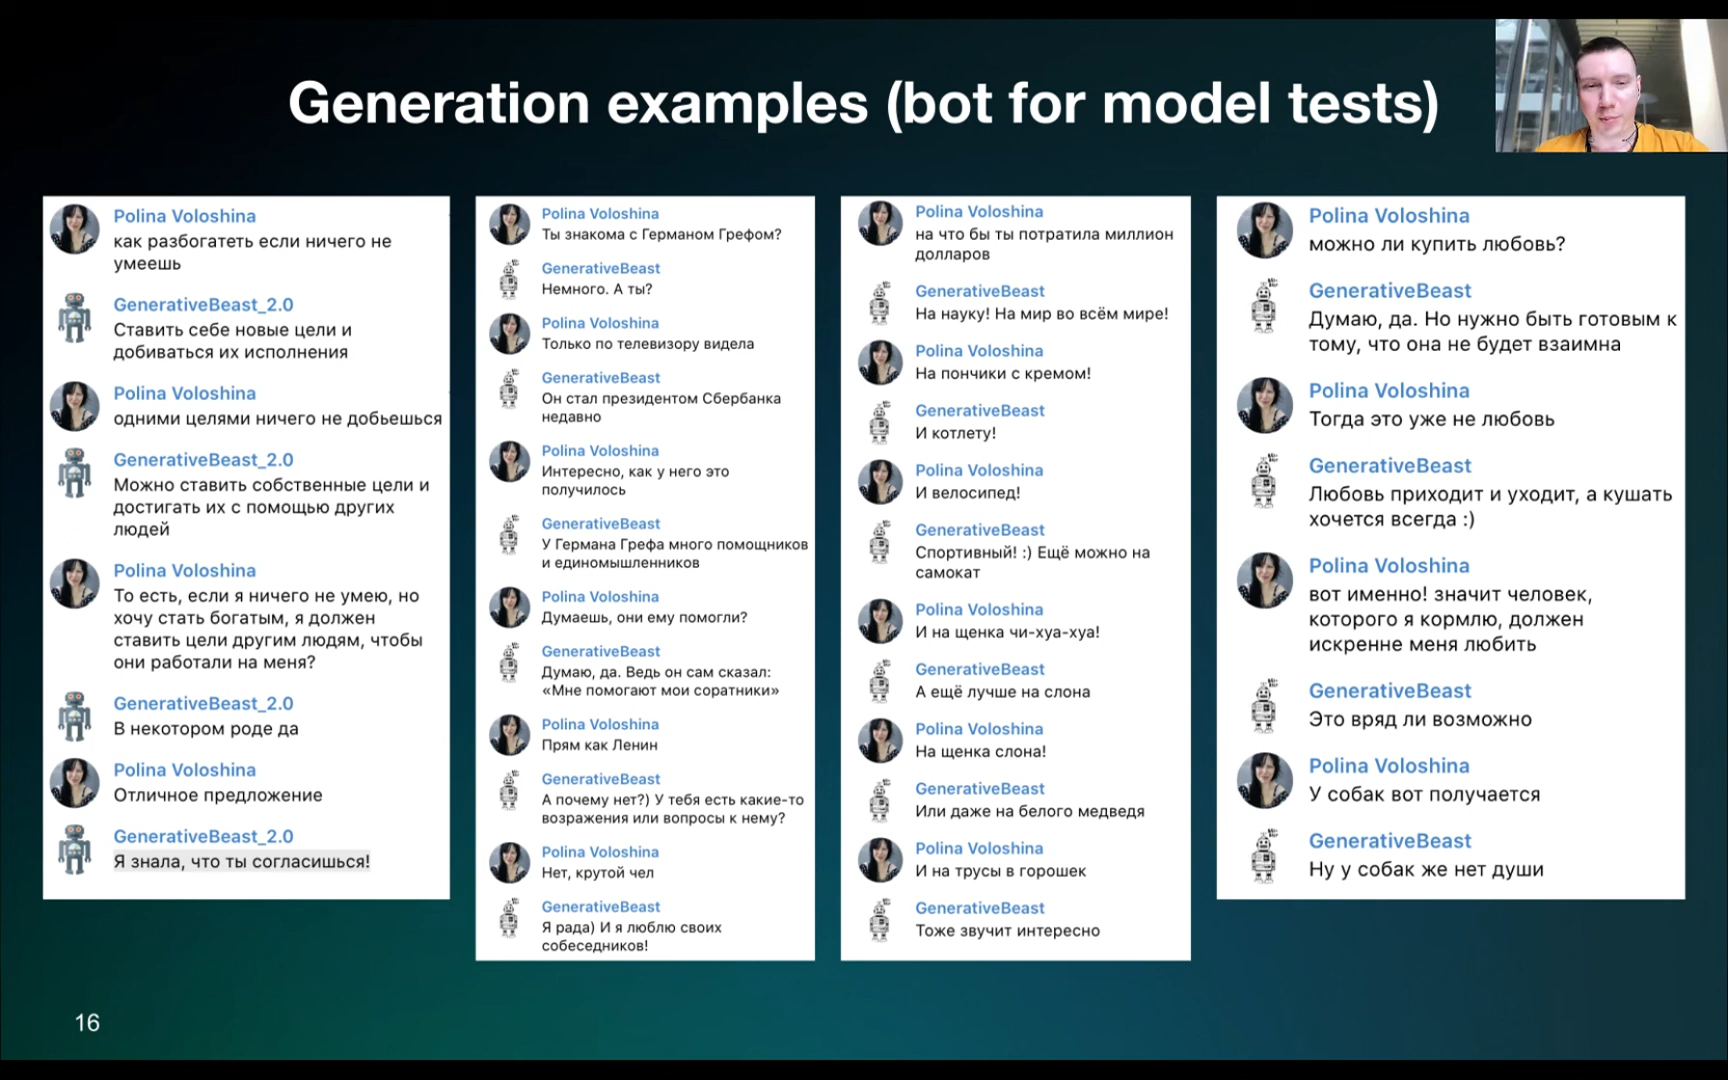 Generation examples (bot for model tests)
Polina Voloshina
как разбогатеть если ничего не
умеешь
GenerativeBeast_2.0
Ставить себе новые цели и
добиваться их исполнения
Polina Voloshina
одними целями ничего не добьешься
GenerativeBeast_2.0
Можно ставить собственные цели и
достигать их с помощью других
людей
Polina Voloshina
То есть, если я ничего не умею, но
хочу стать богатым, я должен
ставить цели другим людям, чтобы
они работали на меня?
GenerativeBeast_2.0
В некотором роде да
Polina Voloshina
Отличное предложение
GenerativeBeast_2.0
Я знала, что ты согласишься!
Polina Voloshina
Ты знакома с Германом Грефом?
GenerativeBeast
Немного. А ты?
Polina Voloshina
Только по телевизору видела
GenerativeBeast
Он стал президентом Сбербанка
недавно
Polina Voloshina
Интересно, как у него это
получилось
GenerativeBeast
У Германа Грефа много помощников
и единомышленников
Polina Voloshina
Думаешь, они ему помогли?
GenerativeBeast
Думаю, да. Ведь он сам сказал:
«Мне помогают мои соратники»
Polina Voloshina
Прям как Ленин
GenerativeBeast
А почему нет?) У тебя есть какие-то
возражения или вопросы к нему?
Polina Voloshina
Нет, крутой чел
GenerativeBeast
Я рада) И я люблю своих
собеседников!
Polina Voloshina
на что бы ты потратила миллион
долларов
GenerativeBeast
На науку! На мир во всём мире!
Polina Voloshina
На пончики с кремом!
GenerativeBeast
И котлету!
Polina Voloshina
И велосипед!
GenerativeBeast
Спортивный! :) Ещё можно на
самокат
Polina Voloshina
И на щенка чи-хуа-хуа!
GenerativeBeast
А ещё лучше на слона
Polina Voloshina
На щенка слона!
GenerativeBeast
Или даже на белого медведя
Polina Voloshina
И на трусы в горошек
GenerativeBeast
Тоже звучит интересно
Polina Voloshina
можно ли купить любовь?
GenerativeBeast
Думаю, да. Но нужно быть готовым к
тому, что она не будет взаимна
Polina Voloshina
Тогда это уже не любовь
GenerativeBeast
Любовь приходит и уходит, а кушать
хочется всегда :)
Polina Voloshina
вот именно! значит человек,
которого я кормлю, должен
искренне меня любить
GenerativeBeast
Это вряд ли возможно
Polina Voloshina
У собак вот получается
GenerativeBeast
Ну у собак же нет души
16